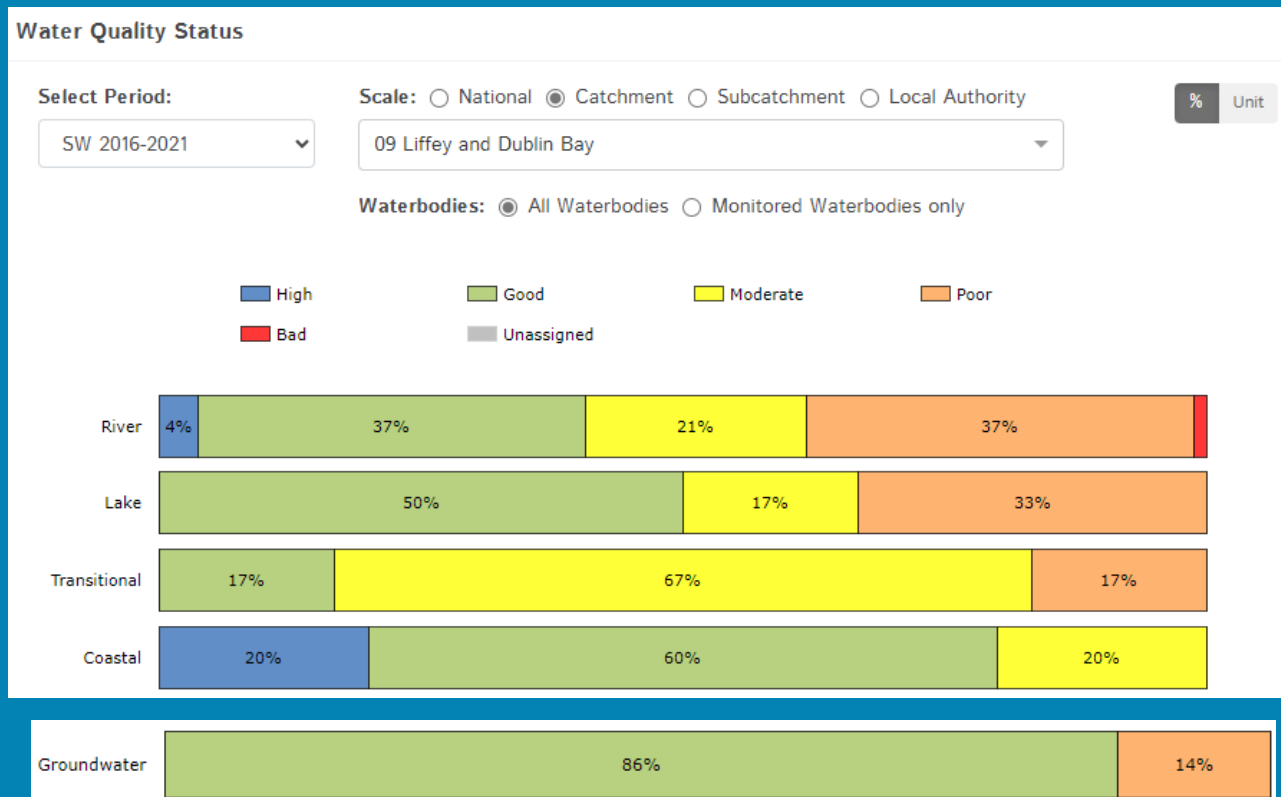 Water Quality Status
Select Period:
Scale: National Catchment Subcatchment Local Authority
% Unit
SW 2016-2021
09 Liffey and Dublin Bay
Waterbodies: All Waterbodies Monitored Waterbodies only
High Good Moderate Poor
Bad Unassigned
River 4% 37% 21% 37%
Lake 50% 17% 33%
Transitional 17% 67% 17%
Coastal 20% 60% 20%
Groundwater 86% 14%